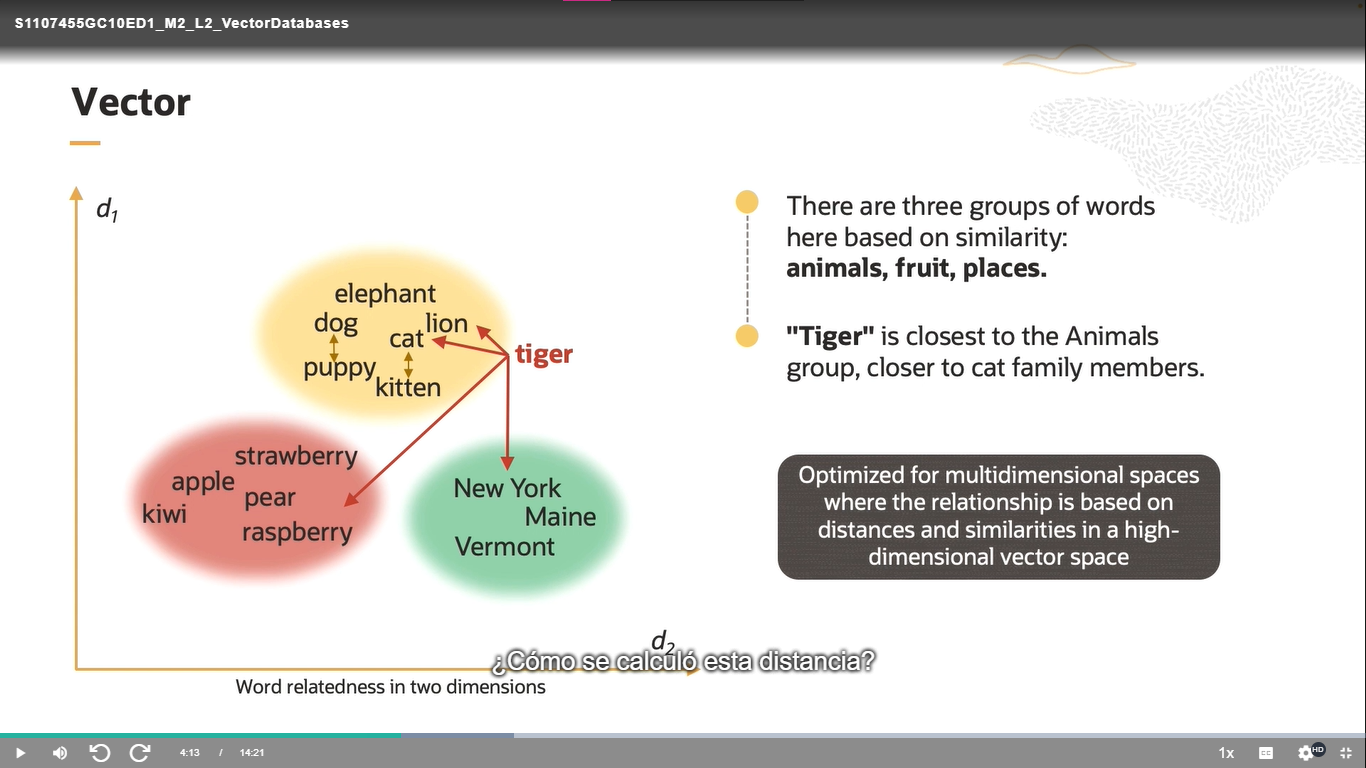 S1107455GC10ED1_M2_L2_VectorDatabases
Vector
d1
elephant
dog
lion
cat
puppy
kitten
tiger
strawberry
apple
pear
kiwi
raspberry
New York
Maine
Vermont
d2
Word relatedness in two dimensions
There are three groups of words
here based on similarity:
animals, fruit, places.
"Tiger" is closest to the Animals
group, closer to cat family members.
Optimized for multidimensional spaces
where the relationship is based on
distances and similarities in a high-
dimensional vector space
¿Cómo se calculó esta distancia?
4:13 / 14:21
1x
CC
HD